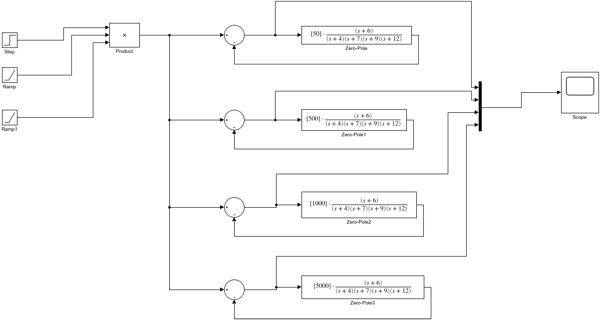 Step
Ramp
Ramp1
×
Product
[50] · (s + 6)
(s + 4)(s + 7)(s + 9)(s + 12)
Zero-Pole
[500] · (s + 6)
(s + 4)(s + 7)(s + 9)(s + 12)
Zero-Pole1
[1000] · (s + 6)
(s + 4)(s + 7)(s + 9)(s + 12)
Zero-Pole2
[5000] · (s + 6)
(s + 4)(s + 7)(s + 9)(s + 12)
Zero-Pole3
Scope